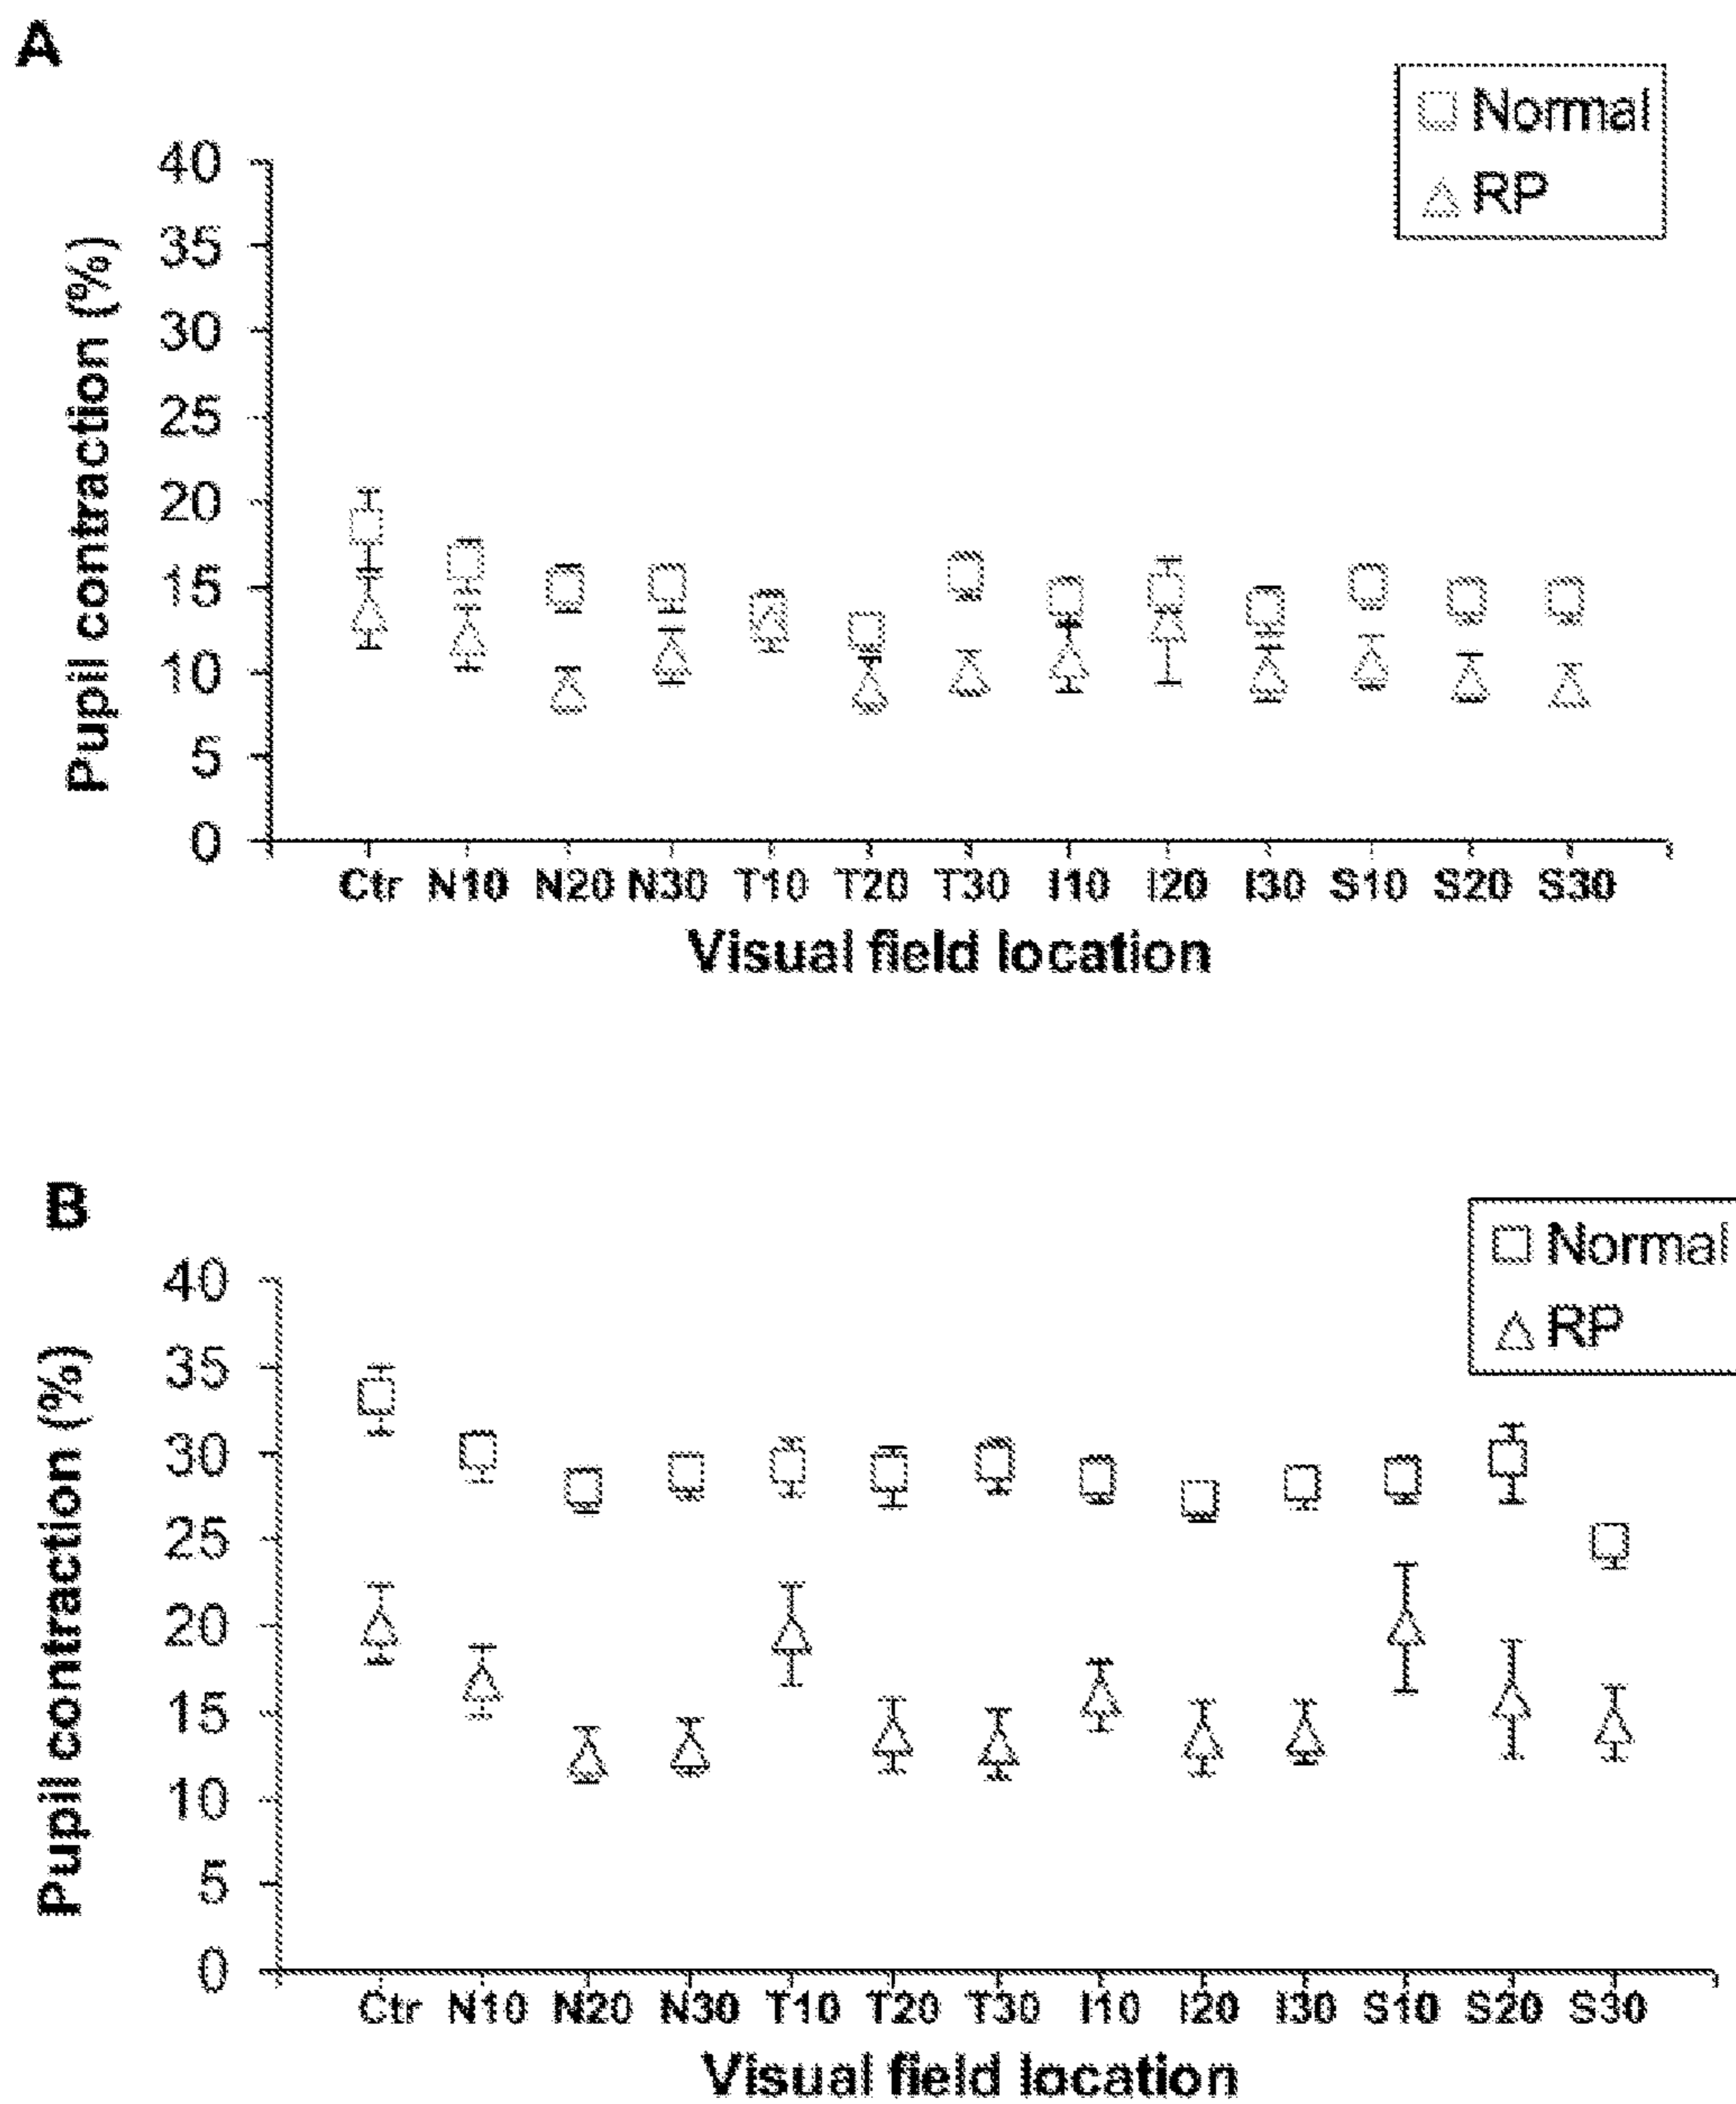 A
Normal
RP
40
35
30
25
20
15
10
5
0
Pupil contraction (%)
Ctr N10 N20 N30 T10 T20 T30 I10 I20 I30 S10 S20 S30
Visual field location
B
Normal
RP
40
35
30
25
20
15
10
5
0
Pupil contraction (%)
Ctr N10 N20 N30 T10 T20 T30 I10 I20 I30 S10 S20 S30
Visual field location